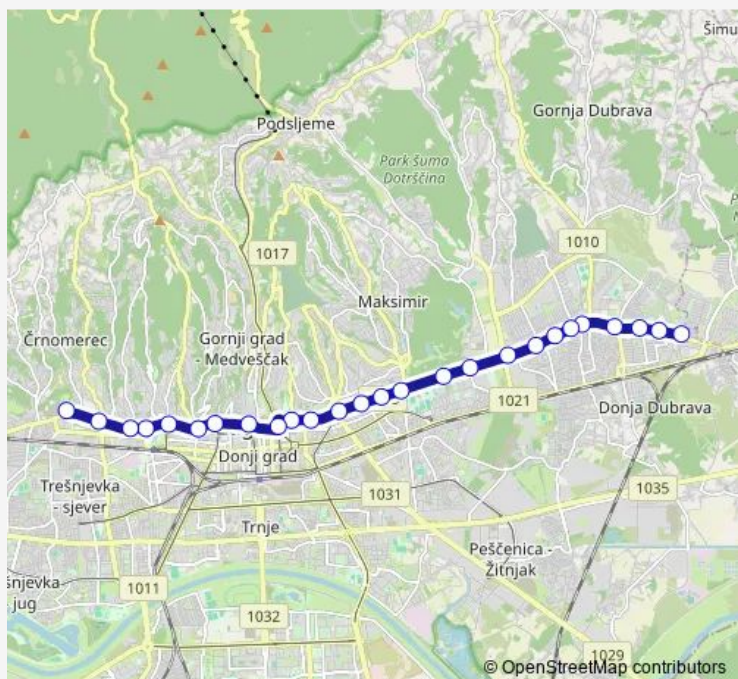 Šimu
Podsljeme
Gornja Dubrava
Park šuma
Dotrščina
1017
1010
Maksimir
Črnomerec
Gornji grad
- Medveščak
1021
Donja Dubrava
Donji grad
Trešnjevka
- sjever
1031
1035
Trnje
Peščenica -
Žitnjak
šnjevka
jug
1011
1032
1029
© OpenStreetMap contributors